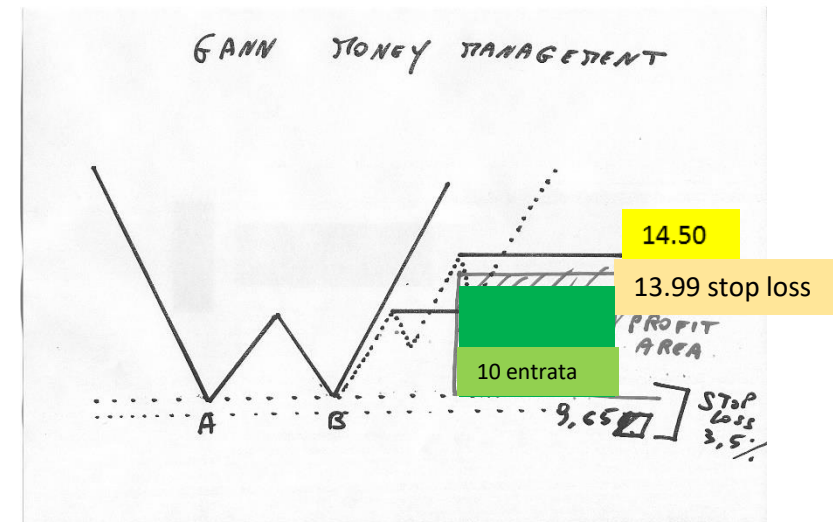 GANN MONEY MANAGEMENT
14.50
13.99 stop loss
PROFIT
AREA
10 entrata
A
B
9,65
STOP
LOSS
3,5%